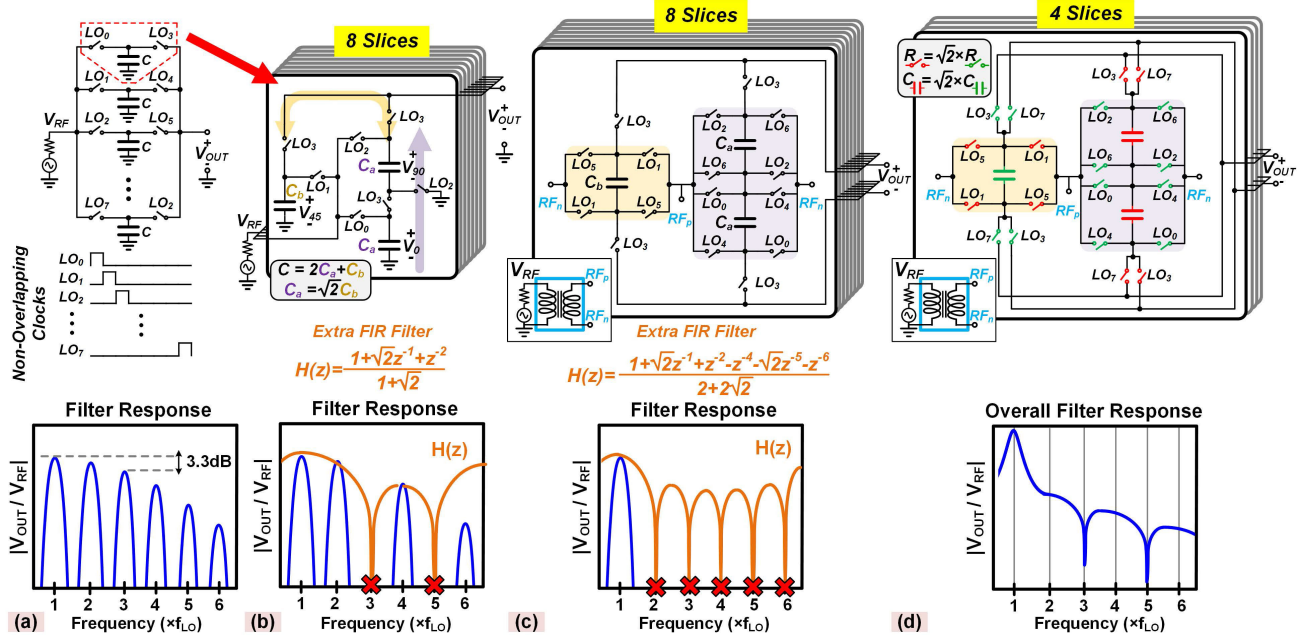 LO0 LO3
C
LO1 LO4
C
VRF LO2 LO5
C
+
VOUT
-
LO7 LO2
C
Non-Overlapping
Clocks
LO0
LO1
LO2
LO7
8 Slices
LO3
LO3 LO2
Ca + V90 -
LO1
Cb + V45 -
LO3 LO2
LO0
VRF
Ca + V0 -
+
VOUT
-
C = 2Ca+Cb
Ca=√2Cb
Extra FIR Filter
H(z)= 1+√2z-1+z-2
1+√2
8 Slices
LO3
LO2 LO6
Ca
LO5 LO1
LO6 LO2
Cb
RFn LO1 LO5 RFp LO0 LO4 RFn
Ca
LO4 LO0
LO3
LO3
+
VOUT
-
VRF RFp
RFn
Extra FIR Filter
H(z)= 1+√2z-1+z-2-z-4-√2z-5-z-6
2+2√2
4 Slices
R = √2×R
C = √2×C
LO3 LO7
LO3 LO7
LO2 LO6
LO5 LO1
LO6 LO2
RFn LO1 LO5 RFp LO0 LO4 RFn
LO4 LO0
LO7 LO3
LO7 LO3
+
VOUT
-
VRF RFp
RFn
Filter Response
|VOUT / VRF|
3.3dB
1 2 3 4 5 6
(a) Frequency (×fLO)
Filter Response
|VOUT / VRF|
H(z)
1 2 3 4 5 6
(b) Frequency (×fLO)
Filter Response
|VOUT / VRF|
H(z)
1 2 3 4 5 6
(c) Frequency (×fLO)
Overall Filter Response
|VOUT / VRF|
1 2 3 4 5 6
(d) Frequency (×fLO)